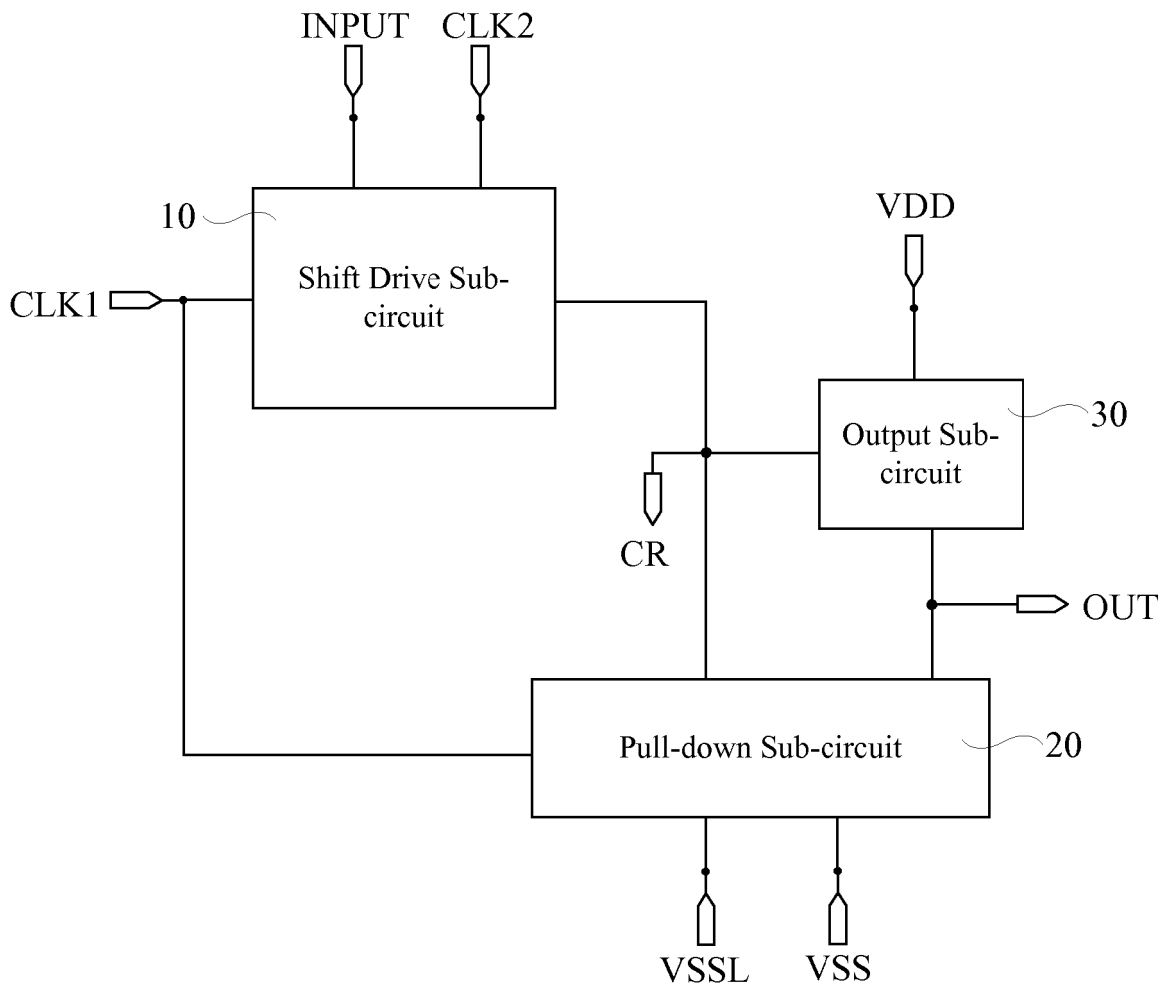 INPUT
CLK2
10
VDD
Shift Drive Sub-
circuit
CLK1
30
Output Sub-
circuit
CR
OUT
Pull-down Sub-circuit
20
VSSL
VSS